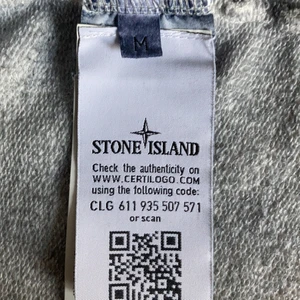 M
STONE ISLAND
Check the authenticity on
WWW.CERTILOGO.COM
using the following code:
CLG 611 935 507 571
or scan